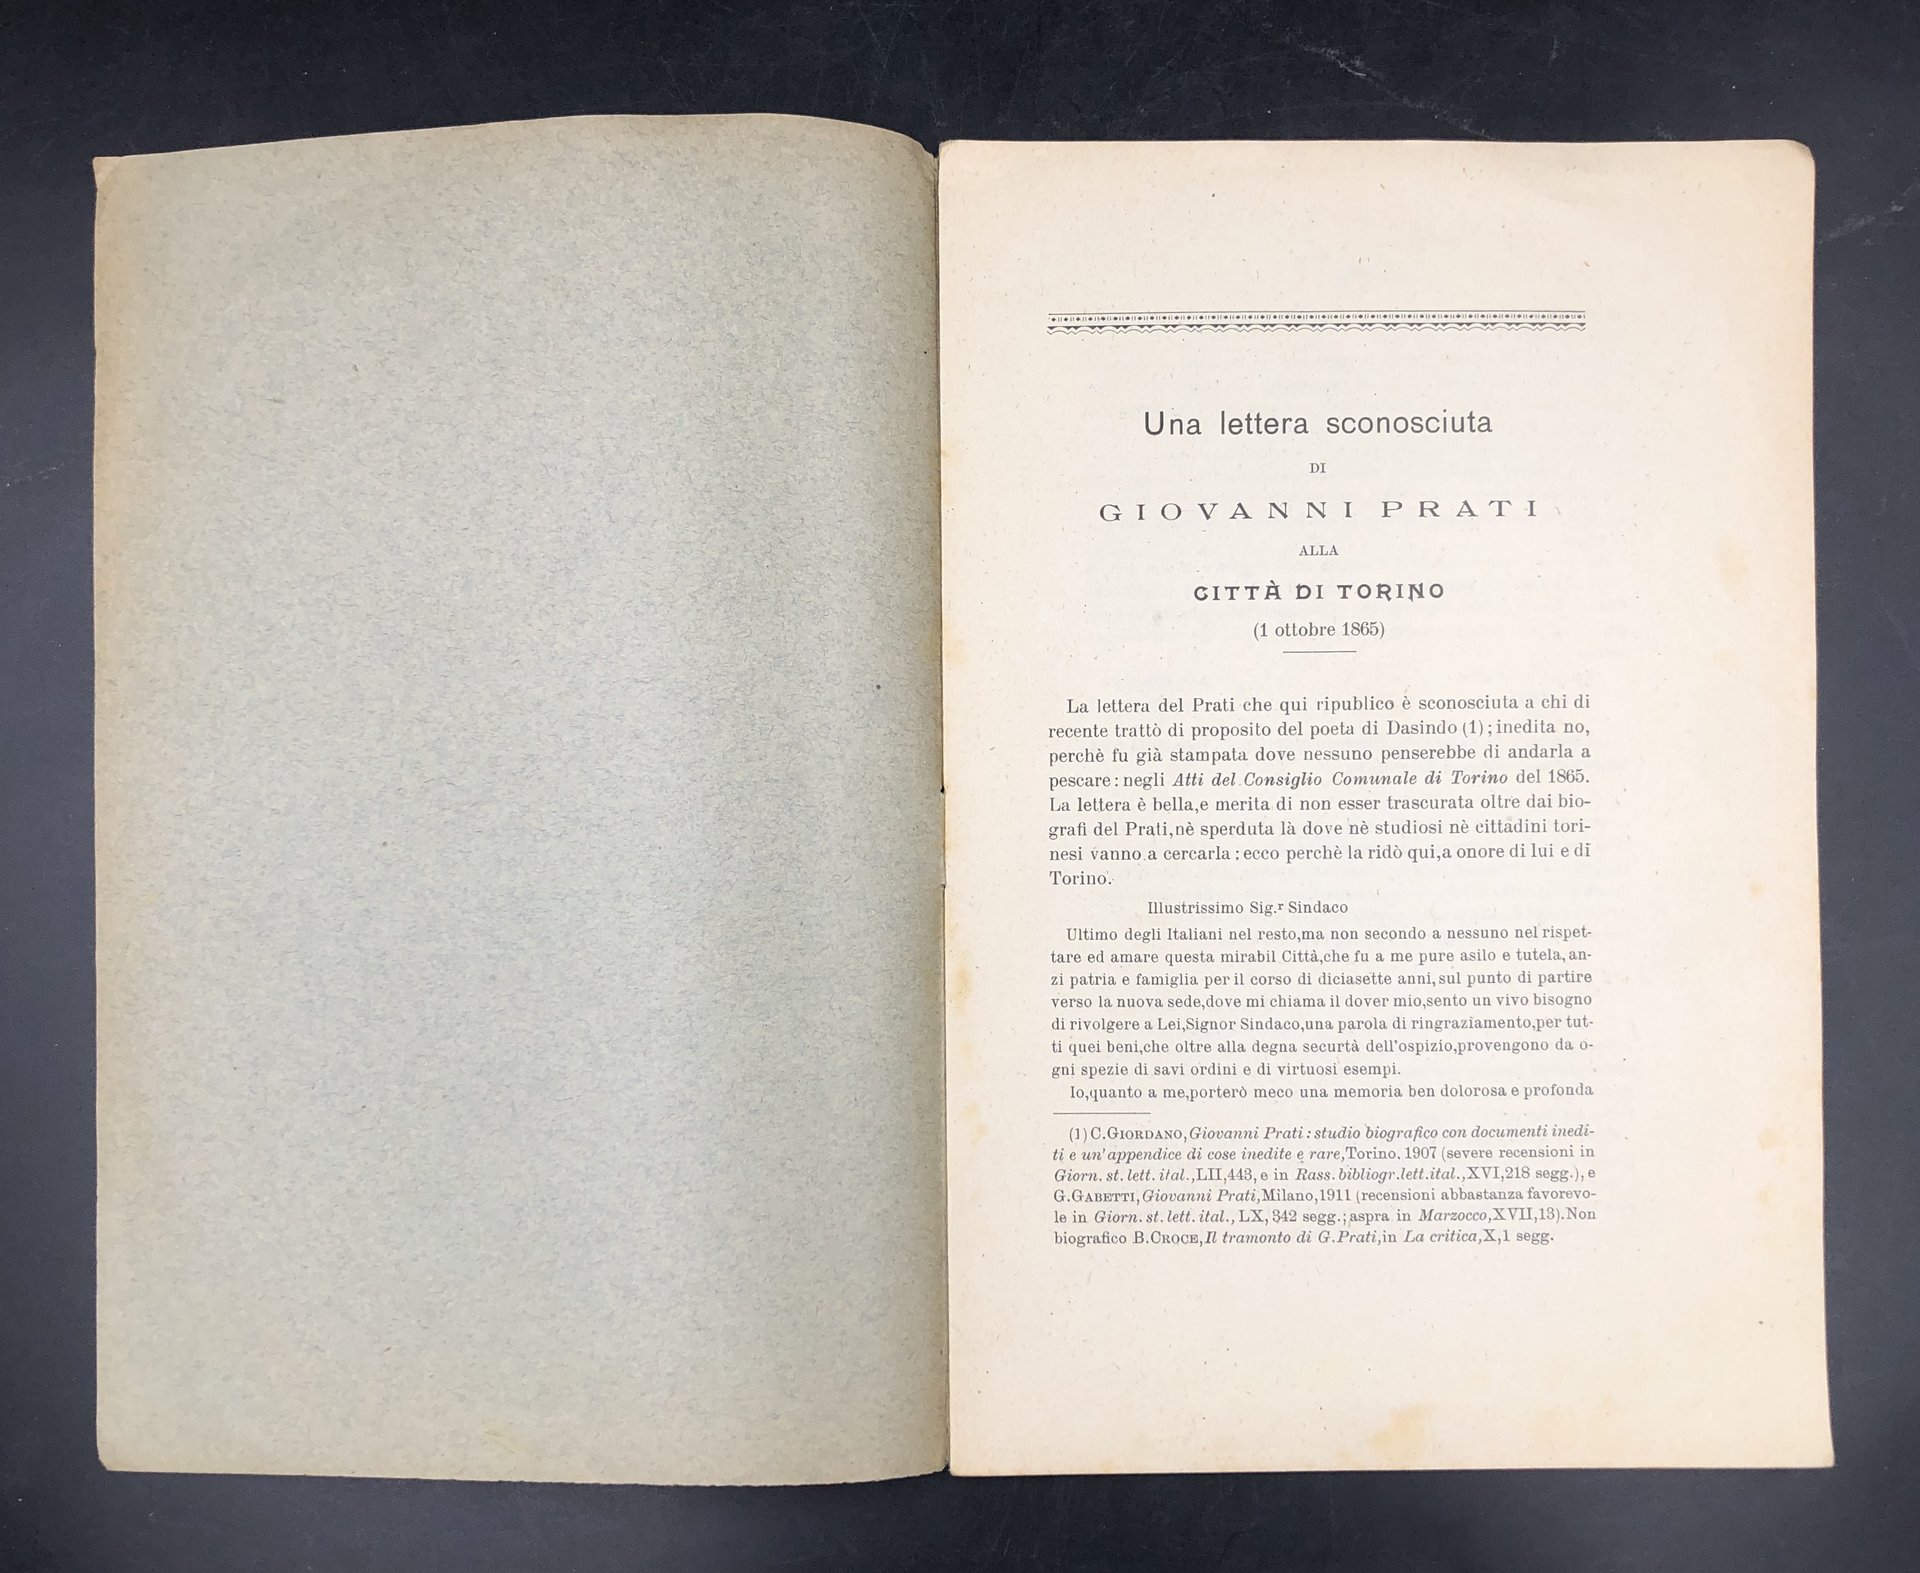 Una lettera sconosciuta
DI
GIOVANNI PRATI
ALLA
CITTÀ DI TORINO
(1 ottobre 1865)
La lettera del Prati che qui ripublico è sconosciuta a chi di
recente trattò di proposito del poeta di Dasindo (1); inedita no,
perchè fu già stampata dove nessuno penserebbe di andarla a
pescare: negli Atti del Consiglio Comunale di Torino del 1865.
La lettera è bella,e merita di non esser trascurata oltre dai bio-
grafi del Prati,nè sperduta là dove nè studiosi nè cittadini tori-
nesi vanno a cercarla: ecco perchè la ridò qui,a onore di lui e di
Torino.
Illustrissimo Sig.r Sindaco
Ultimo degli Italiani nel resto,ma non secondo a nessuno nel rispet-
tare ed amare questa mirabil Città,che fu a me pure asilo e tutela, an-
zi patria e famiglia per il corso di diciasette anni, sul punto di partire
verso la nuova sede,dove mi chiama il dover mio,sento un vivo bisogno
di rivolgere a Lei,Signor Sindaco,una parola di ringraziamento,per tut-
ti quei beni,che oltre alla degna securtà dell'ospizio,provengono da o-
gni spezie di savi ordini e di virtuosi esempi.
Io,quanto a me,porterò meco una memoria ben dolorosa e profonda
(1) C.GIORDANO, Giovanni Prati: studio biografico con documenti inedi-
ti e un'appendice di cose inedite e rare,Torino, 1907 (severe recensioni in
Giorn. st. lett. ital.,LII,443, e in Rass. bibliogr.lett.ital.,XVI,218 segg.), e
G.GABETTI, Giovanni Prati,Milano,1911 (recensioni abbastanza favorevo-
le in Giorn. st. lett. ital., LX, 342 segg.; aspra in Marzocco,XVII,13).Non
biografico B.CROCE,Il tramonto di G.Prati,in La critica,X,1 segg.